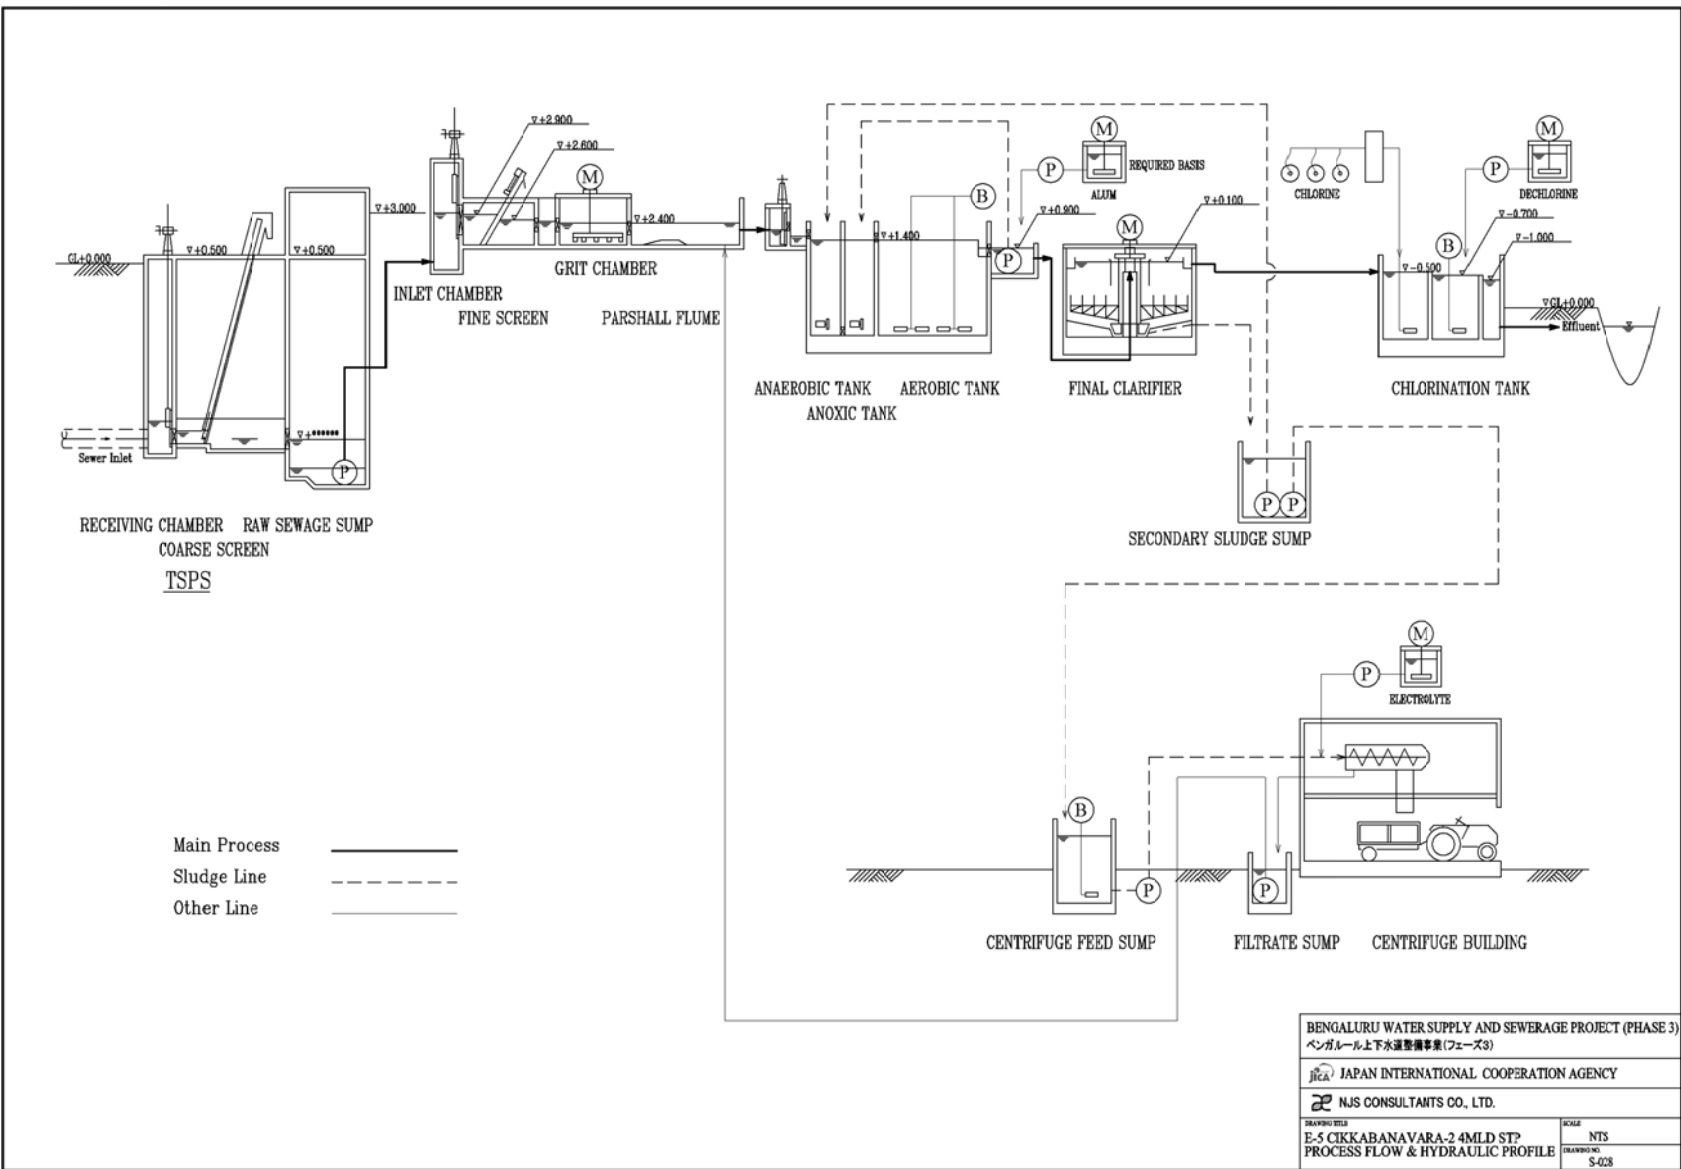 ▽+2.900
▽+2.600
▽+3.000
▽+0.500
▽+0.500
GL+0.000
M
▽+2.400
GRIT CHAMBER
INLET CHAMBER
FINE SCREEN
PARSHALL FLUME
Sewer Inlet
▽+******
P
RECEIVING CHAMBER
RAW SEWAGE SUMP
COARSE SCREEN
TSPS
B
▽+1.400
M
P
REQUIRED BASIS
ALUM
▽+0.900
P
M
▽+0.100
ANAEROBIC TANK
AEROBIC TANK
ANOXIC TANK
FINAL CLARIFIER
CHLORINE
M
P
DECHLORINE
▽-0.700
B
▽-1.000
▽-0.500
▽GL+0.000
Effluent
CHLORINATION TANK
P
P
SECONDARY SLUDGE SUMP
M
P
ELECTROLYTE
B
P
P
CENTRIFUGE FEED SUMP
FILTRATE SUMP
CENTRIFUGE BUILDING
Main Process
Sludge Line
Other Line
BENGALURU WATER SUPPLY AND SEWERAGE PROJECT (PHASE 3)
ベンガルール上下水道整備事業(フェーズ3)
jICA JAPAN INTERNATIONAL COOPERATION AGENCY
NJS CONSULTANTS CO., LTD.
DRAWING TITLE
E-5 CIKKABANAVARA-2 4MLD STP
PROCESS FLOW & HYDRAULIC PROFILE
SCALE
NTS
DRAWING NO.
S-028